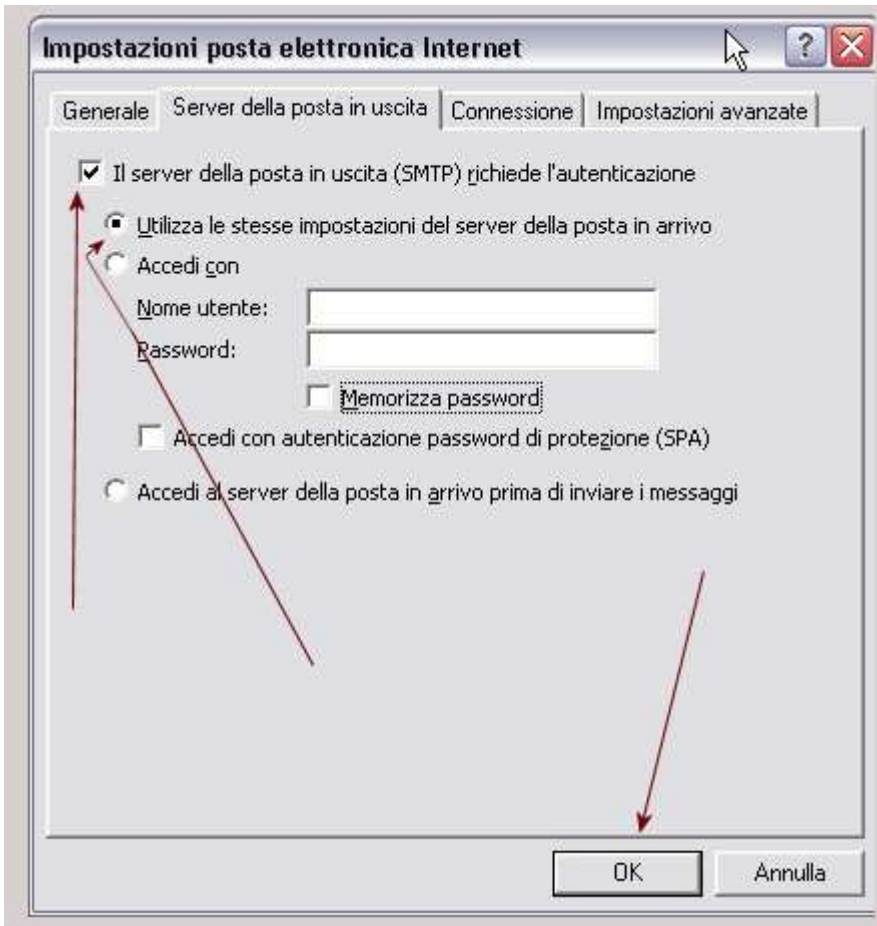 Impostazioni posta elettronica Internet
?
Generale Server della posta in uscita Connessione Impostazioni avanzate
Il server della posta in uscita (SMTP) richiede l'autenticazione
Utilizza le stesse impostazioni del server della posta in arrivo
Accedi con
Nome utente:
Password:
Memorizza password
Accedi con autenticazione password di protezione (SPA)
Accedi al server della posta in arrivo prima di inviare i messaggi
OK Annulla